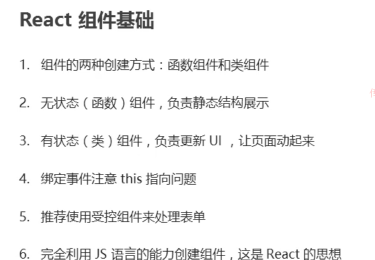 React 组件基础
1. 组件的两种创建方式：函数组件和类组件
2. 无状态（函数）组件，负责静态结构展示
3. 有状态（类）组件，负责更新 UI ，让页面动起来
4. 绑定事件注意 this 指向问题
5. 推荐使用受控组件来处理表单
6. 完全利用 JS 语言的能力创建组件，这是 React 的思想